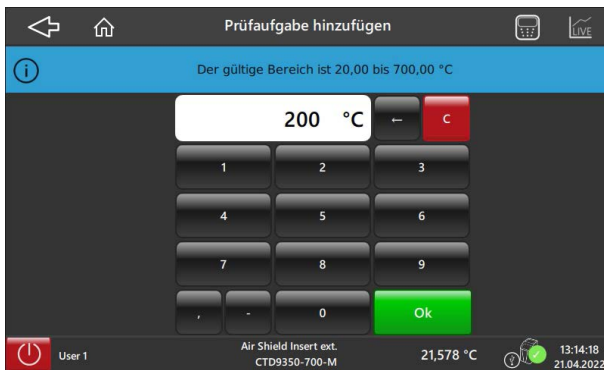 Prüfaufgabe hinzufügen
LIVE
Der gültige Bereich ist 20,00 bis 700,00 °C
200 °C ← C
1 2 3
4 5 6
7 8 9
, - 0 Ok
User 1
Air Shield Insert ext.
CTD9350-700-M
21,578 °C
13:14:18
21.04.2022